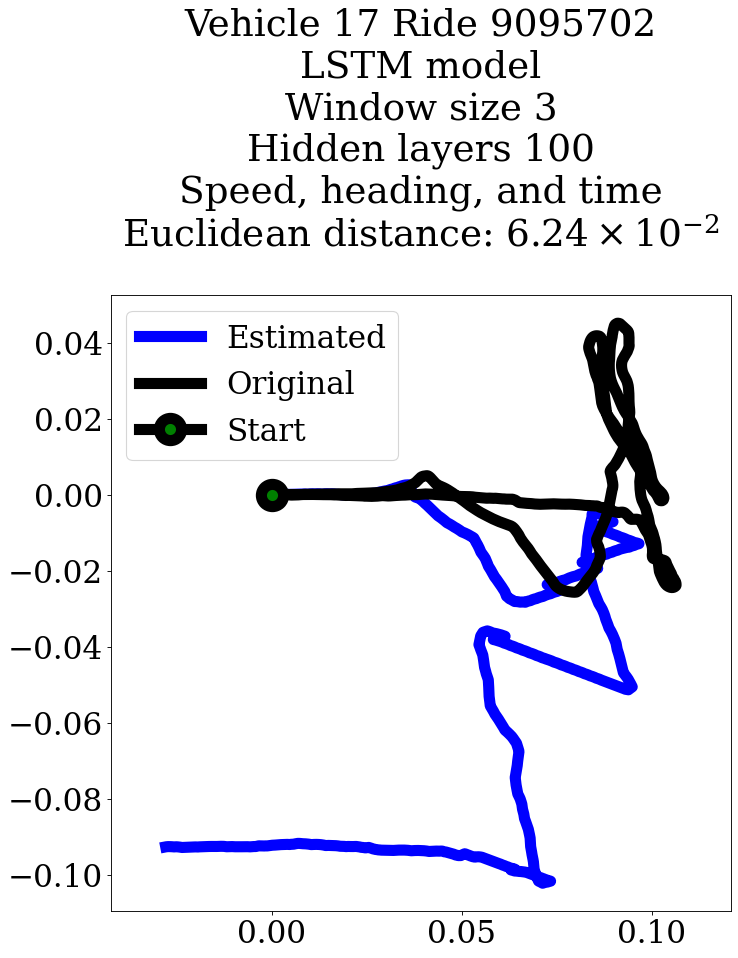 Vehicle 17 Ride 9095702
LSTM model
Window size 3
Hidden layers 100
Speed, heading, and time
Euclidean distance: 6.24 × 10⁻²
Estimated
Original
Start
0.04
0.02
0.00
−0.02
−0.04
−0.06
−0.08
−0.10
0.00 0.05 0.10